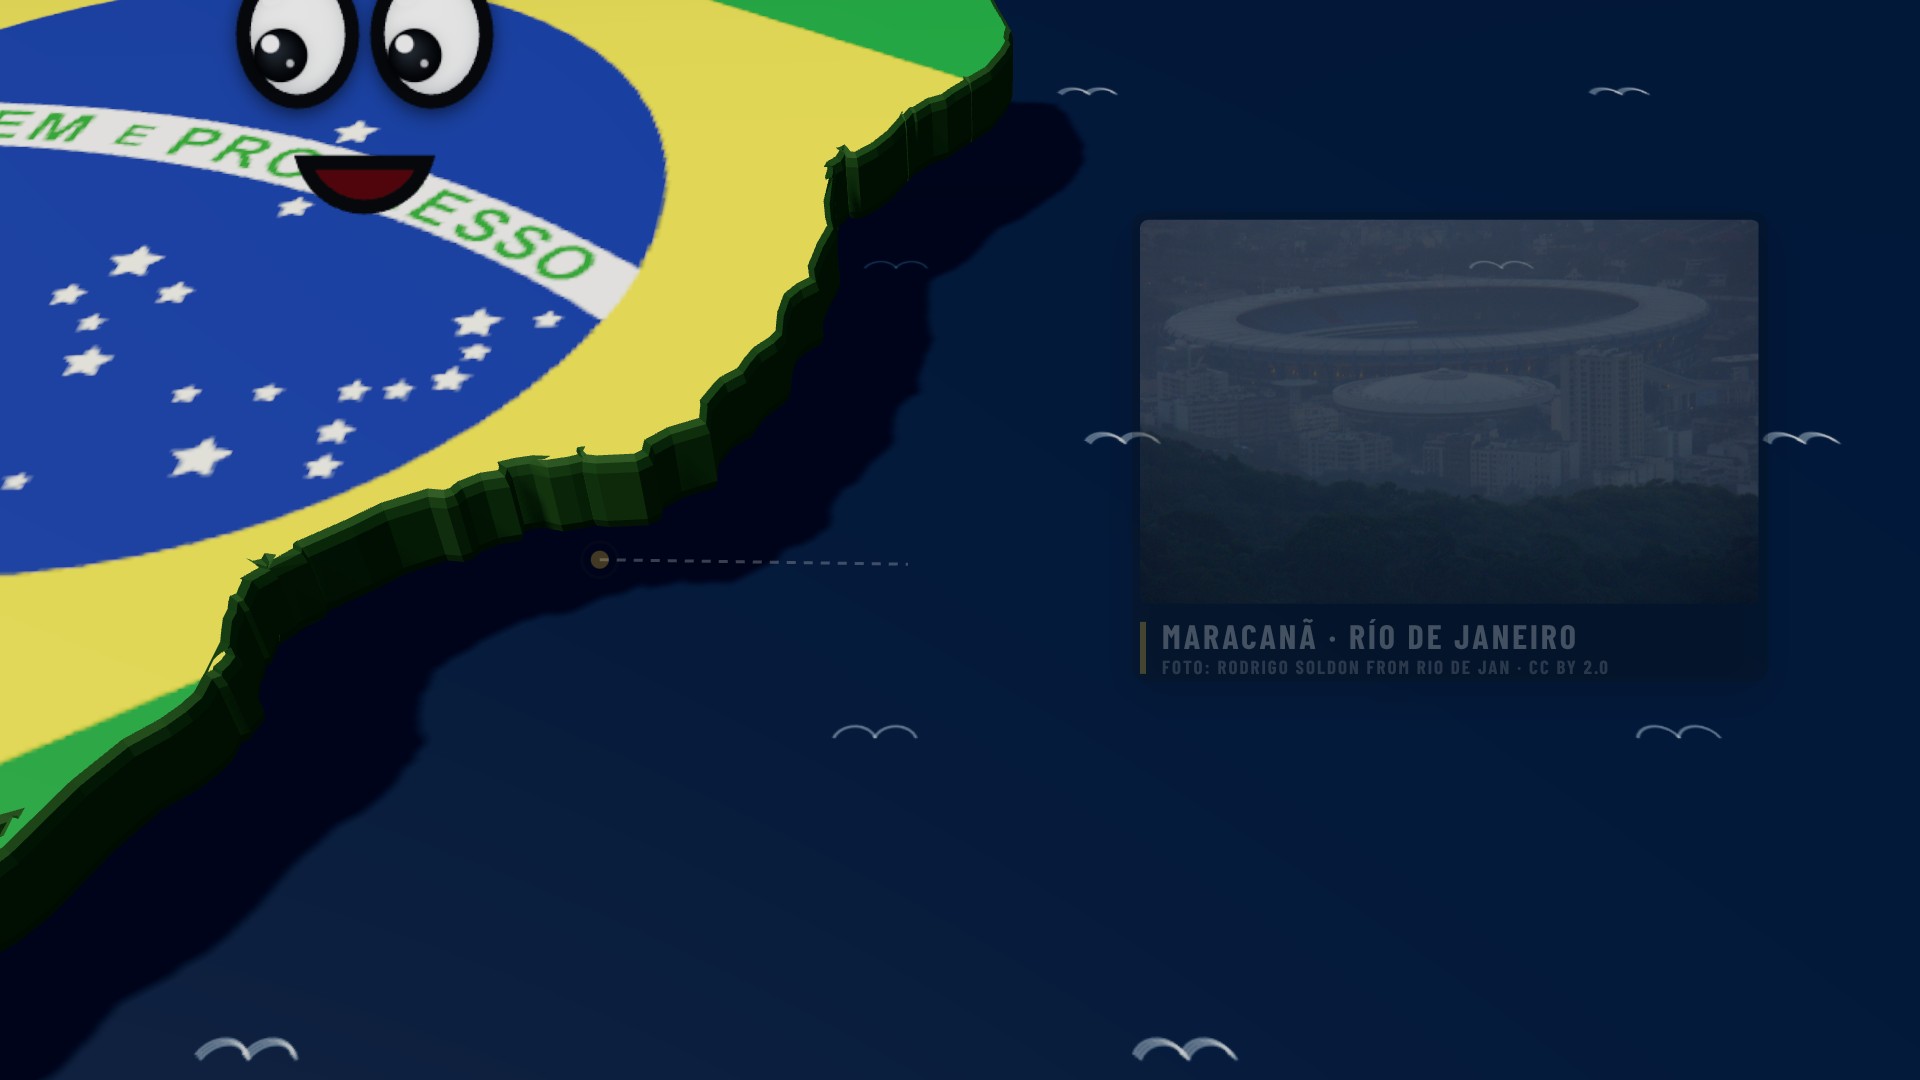 EM E PRO ESSO
MARACANÃ · RÍO DE JANEIRO
FOTO: RODRIGO SOLDON FROM RIO DE JAN · CC BY 2.0